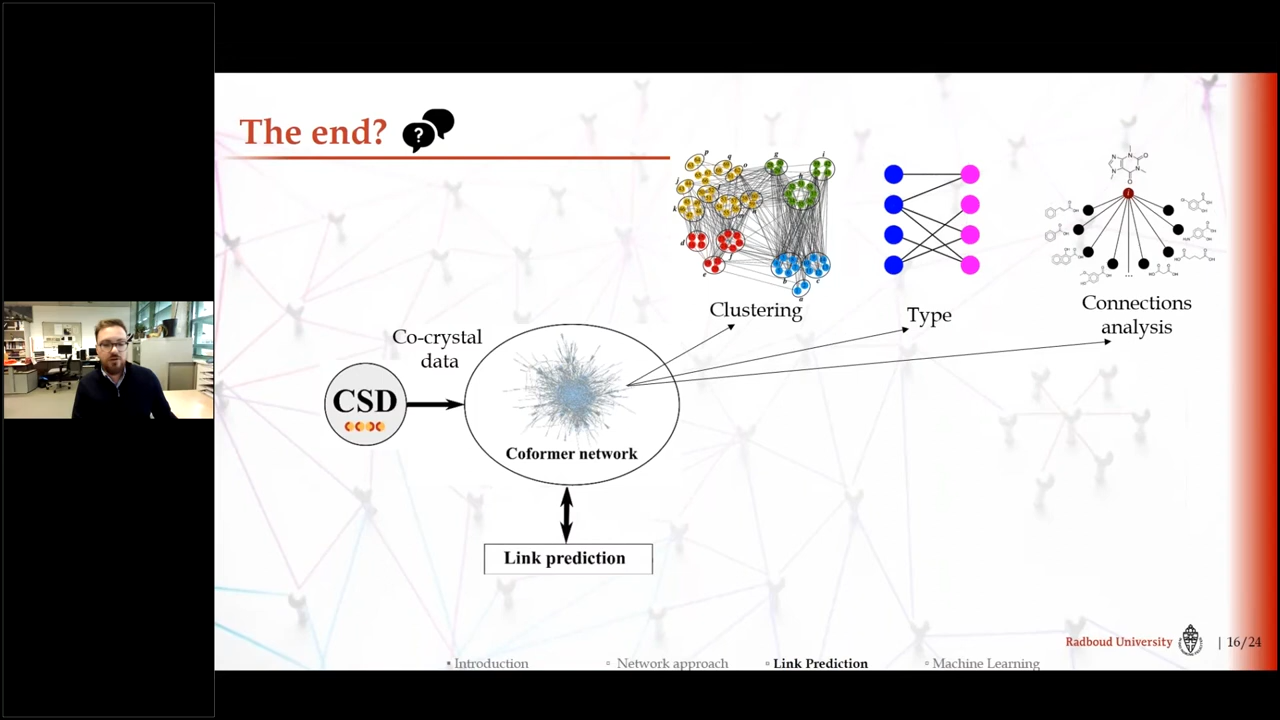 The end?
?
Clustering
Type
Connections
analysis
Co-crystal
data
CSD
Coformer network
Link prediction
Radboud University
| 16/24
▪ Introduction
▫ Network approach
▫ Link Prediction
▫ Machine Learning